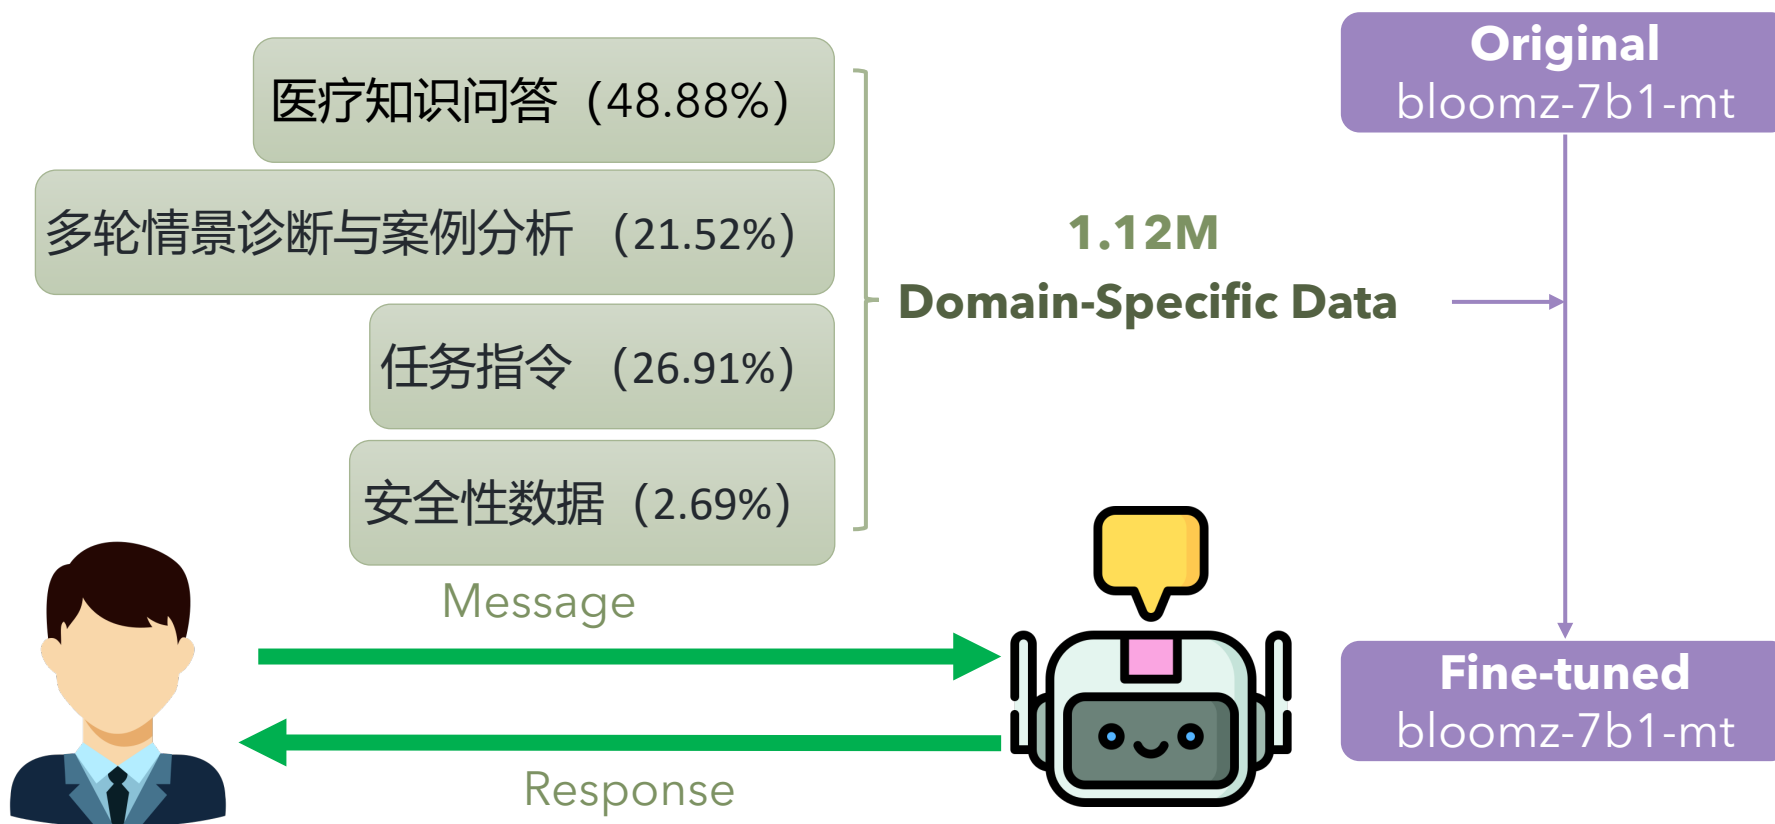 医疗知识问答（48.88%）
多轮情景诊断与案例分析 （21.52%）
任务指令 （26.91%）
安全性数据（2.69%）
1.12M
Domain-Specific Data
Original
bloomz-7b1-mt
Fine-tuned
bloomz-7b1-mt
Message
Response